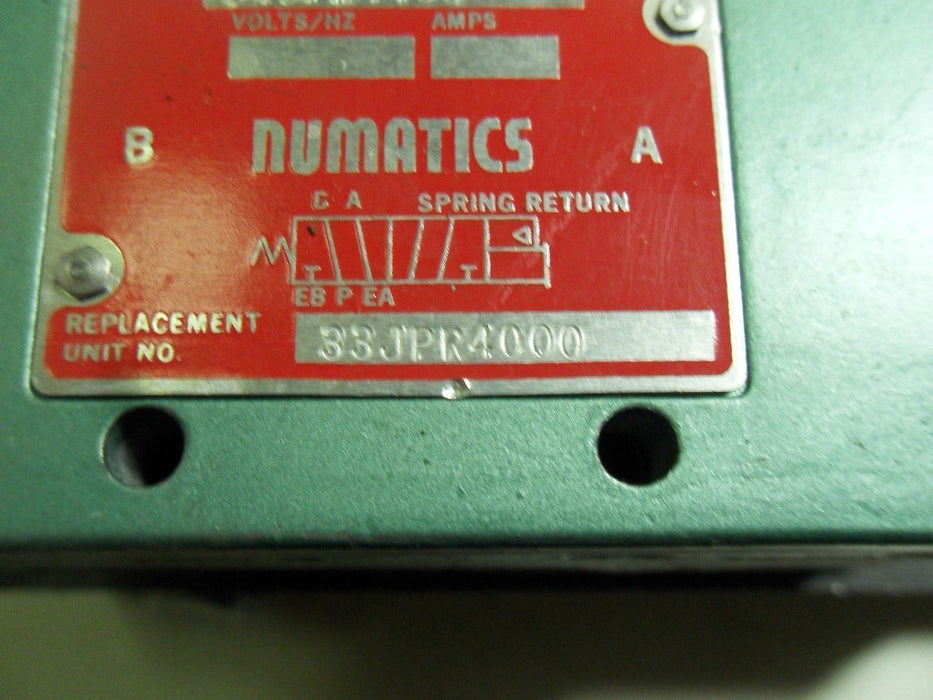 VOLTS/HZ AMPS
B NUMATICS A
B A SPRING RETURN
T T
EB P EA
REPLACEMENT
UNIT NO. 33JPR4000